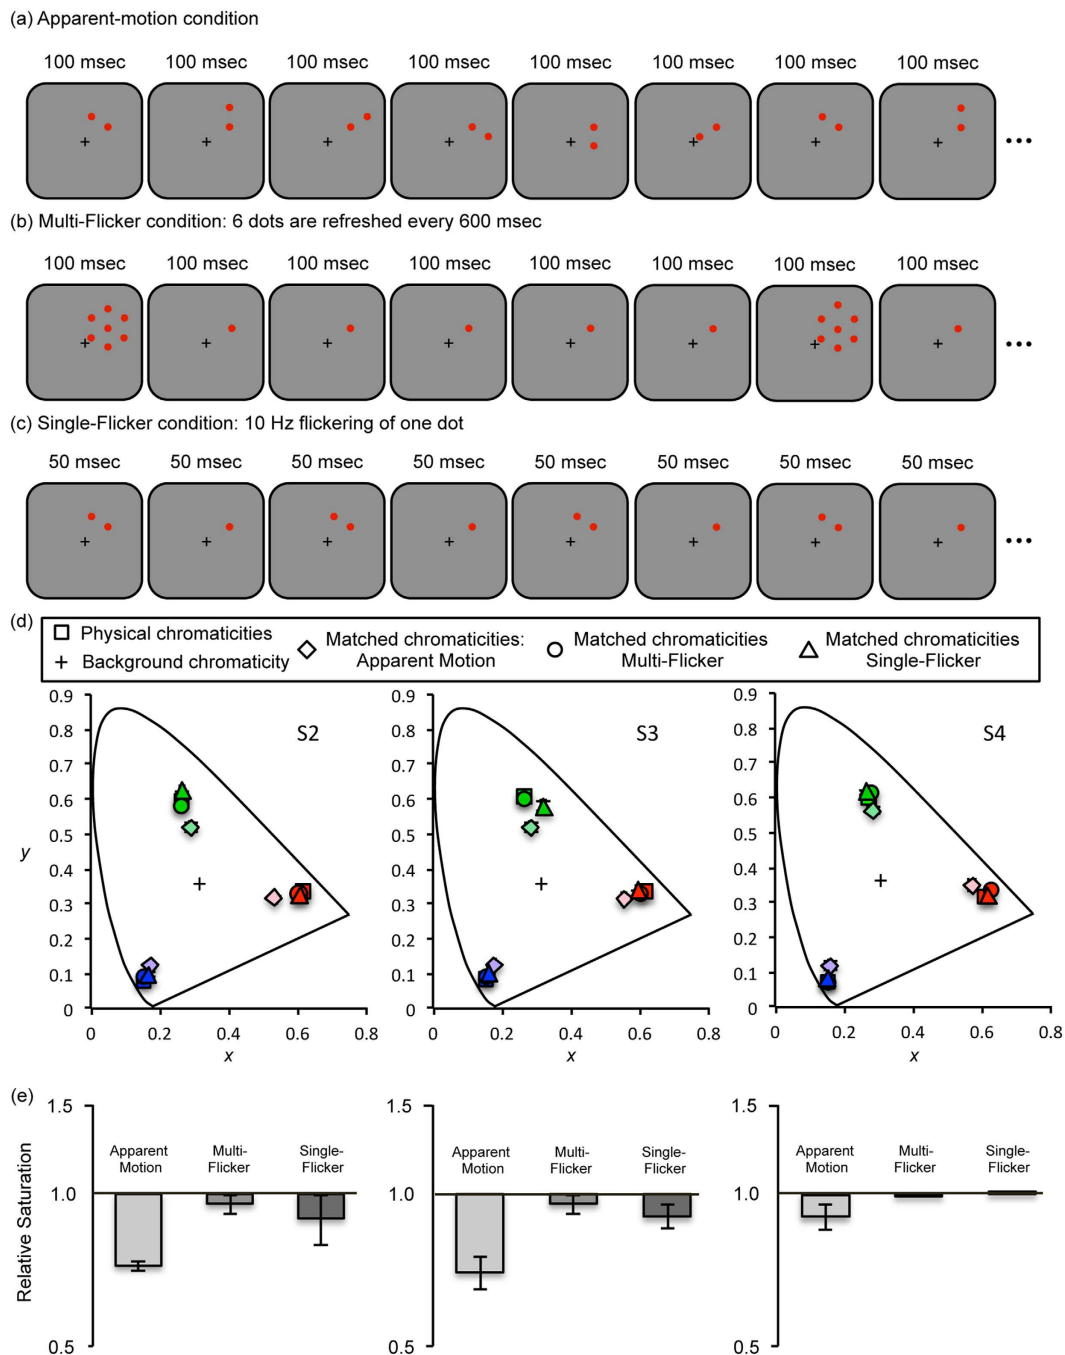 (a) Apparent-motion condition
100 msec 100 msec 100 msec 100 msec 100 msec 100 msec 100 msec 100 msec
(b) Multi-Flicker condition: 6 dots are refreshed every 600 msec
100 msec 100 msec 100 msec 100 msec 100 msec 100 msec 100 msec 100 msec
(c) Single-Flicker condition: 10 Hz flickering of one dot
50 msec 50 msec 50 msec 50 msec 50 msec 50 msec 50 msec 50 msec
(d)
Physical chromaticities
Background chromaticity
Matched chromaticities:
Apparent Motion
Matched chromaticities
Multi-Flicker
Matched chromaticities
Single-Flicker
0.9
0.8
0.7
0.6
0.5
0.4
0.3
0.2
0.1
0
y
S2
0 0.2 0.4 0.6 0.8
x
0.9
0.8
0.7
0.6
0.5
0.4
0.3
0.2
0.1
0
S3
0 0.2 0.4 0.6 0.8
x
0.9
0.8
0.7
0.6
0.5
0.4
0.3
0.2
0.1
0
S4
0 0.2 0.4 0.6 0.8
x
(e)
Relative Saturation
1.5
1.0
0.5
Apparent
Motion
Multi-
Flicker
Single-
Flicker
1.5
1.0
0.5
Apparent
Motion
Multi-
Flicker
Single-
Flicker
1.5
1.0
0.5
Apparent
Motion
Multi-
Flicker
Single-
Flicker